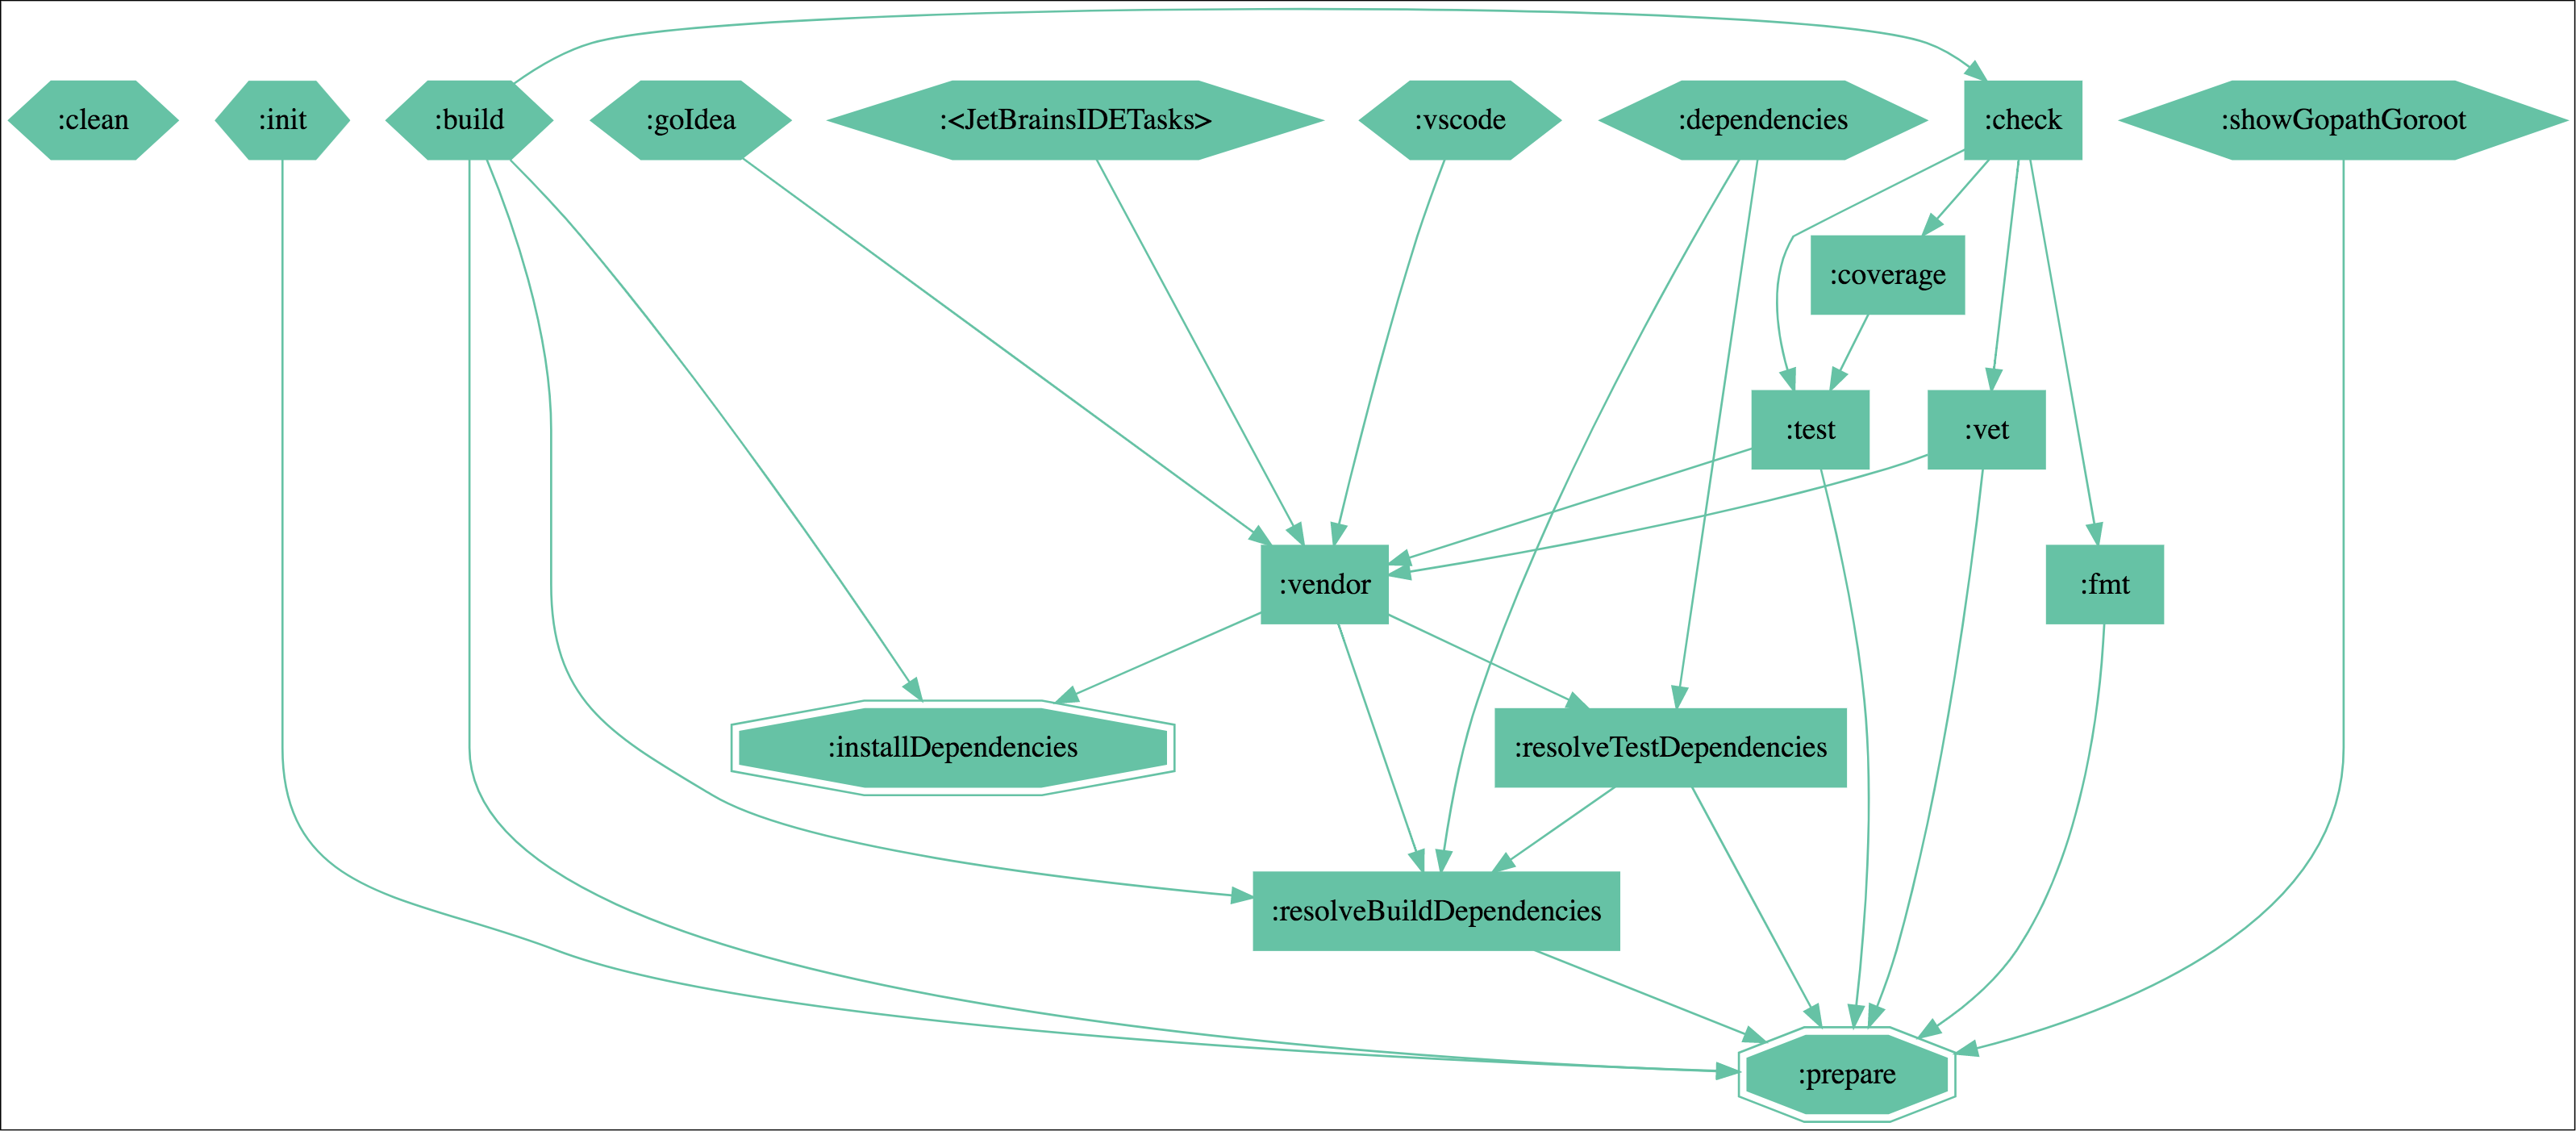 :clean
:init
:build
:goIdea
:<JetBrainsIDETasks>
:vscode
:dependencies
:check
:showGopathGoroot
:coverage
:test
:vet
:vendor
:fmt
:installDependencies
:resolveTestDependencies
:resolveBuildDependencies
:prepare